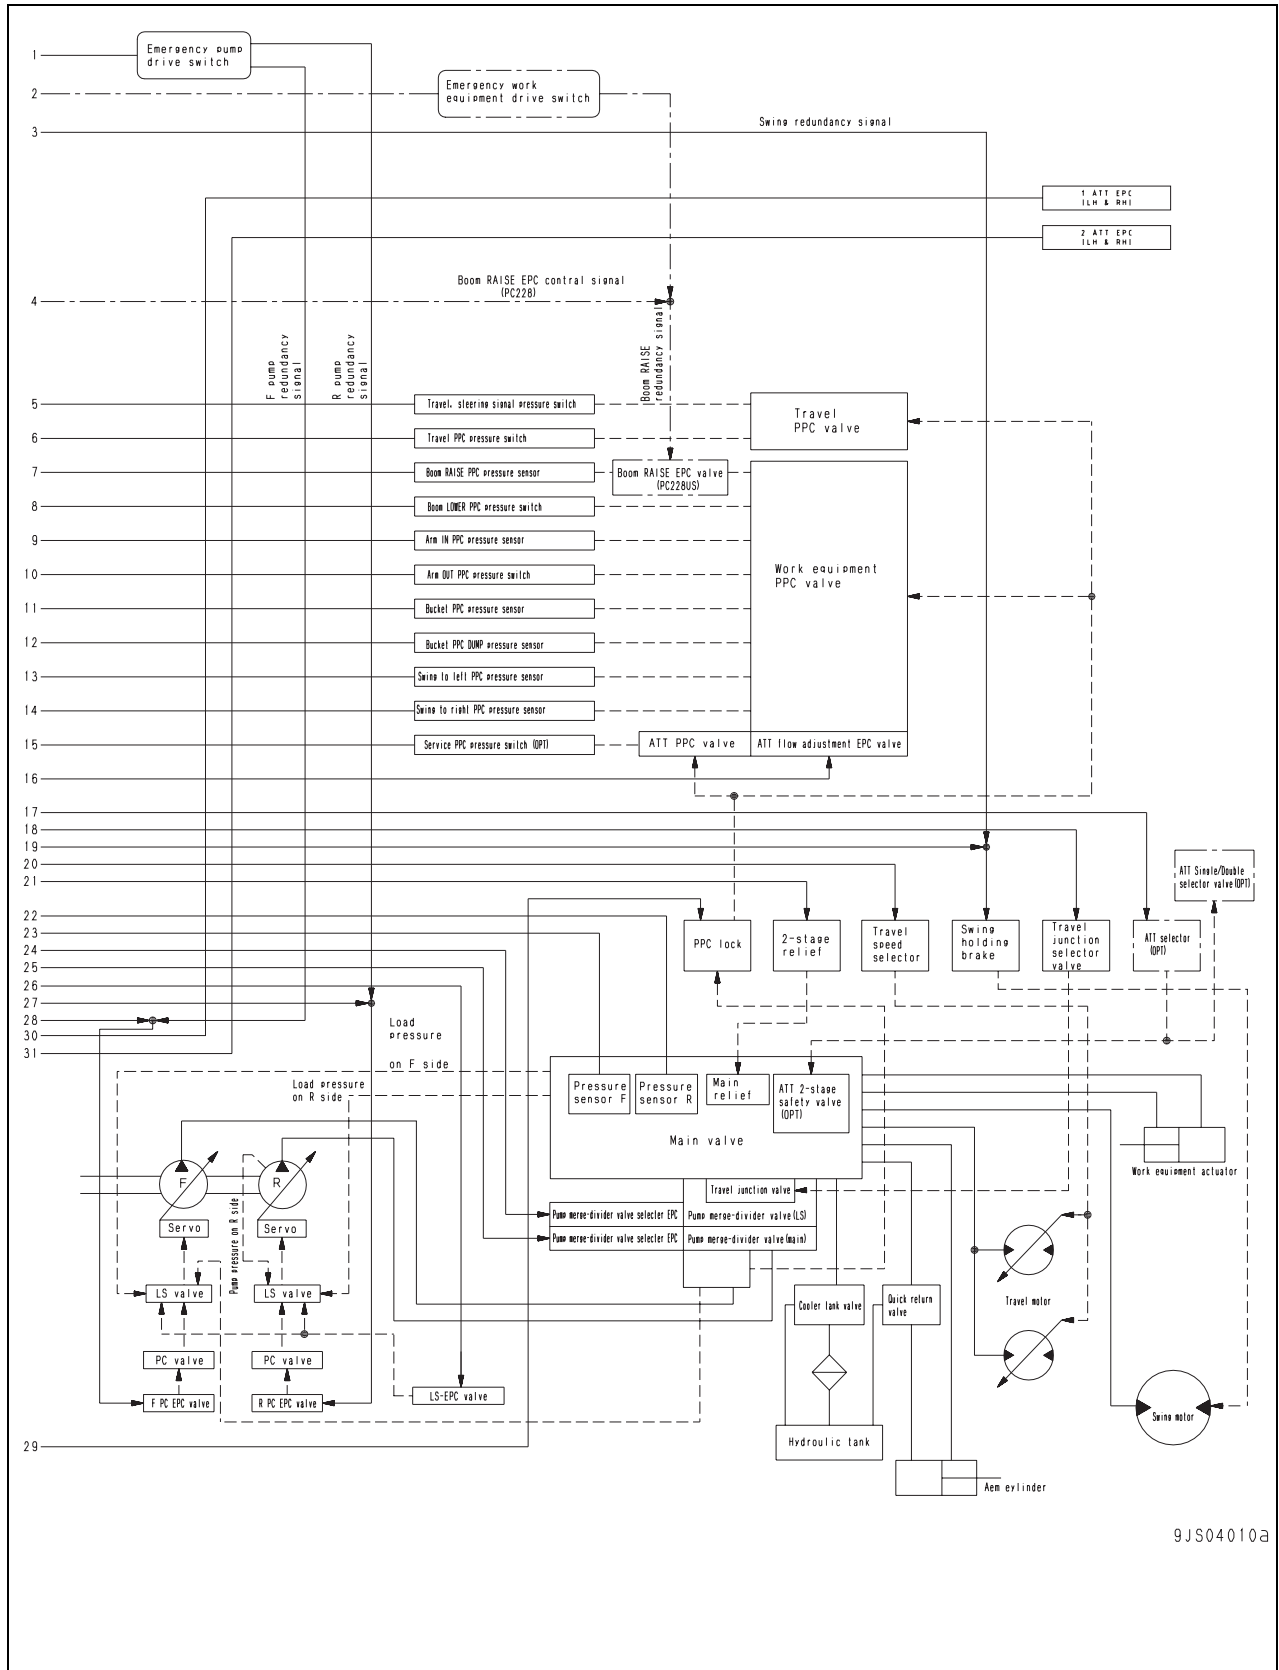 1
Emergency pump
drive switch
2
Emergency work
equipment drive switch
3
Swing redundancy signal
1 ATT EPC
(LH & RH)
2 ATT EPC
(LH & RH)
4
Boom RAISE EPC contral signal
(PC228)
F pump
redundancy
signal
R pump
redundancy
signal
Boom RAISE
redundancy signal
5
Travel. steering signal pressure switch
Travel
PPC valve
6
Travel PPC pressure switch
7
Boom RAISE PPC pressure sensor
Boom RAISE EPC valve
(PC228US)
8
Boom LOWER PPC pressure switch
9
Arm IN PPC pressure sensor
10
Arm OUT PPC pressure switch
Work equipment
PPC valve
11
Bucket PPC pressure sensor
12
Bucket PPC DUMP pressure sensor
13
Swing to left PPC pressure sensor
14
Swing to right PPC pressure sensor
15
Service PPC pressure switch (OPT)
ATT PPC valve
ATT flow adjustment EPC valve
16
17
18
19
20
21
ATT Single/Double
selector valve(OPT)
22
23
24
25
26
27
28
30
31
PPC lock
2-stage
relief
Travel
speed
selector
Swing
holding
brake
Travel
junction
selector
valve
ATT selector
(OPT)
Load
pressure
on F side
Load pressure
on R side
Pressure
sensor F
Pressure
sensor R
Main
relief
ATT 2-stage
safety valve
(OPT)
Main valve
Work equipment actuator
F
R
Travel junction valve
Servo
Servo
Pump pressure on R side
Pump merge-divider valve selecter EPC
Pump merge-divider valve(LS)
Pump merge-divider valve selecter EPC
Pump merge-divider valve(main)
LS valve
LS valve
Cooler tank valve
Quick return
valve
Travel motor
PC valve
PC valve
F PC EPC valve
R PC EPC valve
LS-EPC valve
Swing motor
29
Hydroulic tank
Aem eylinder
9JS04010a